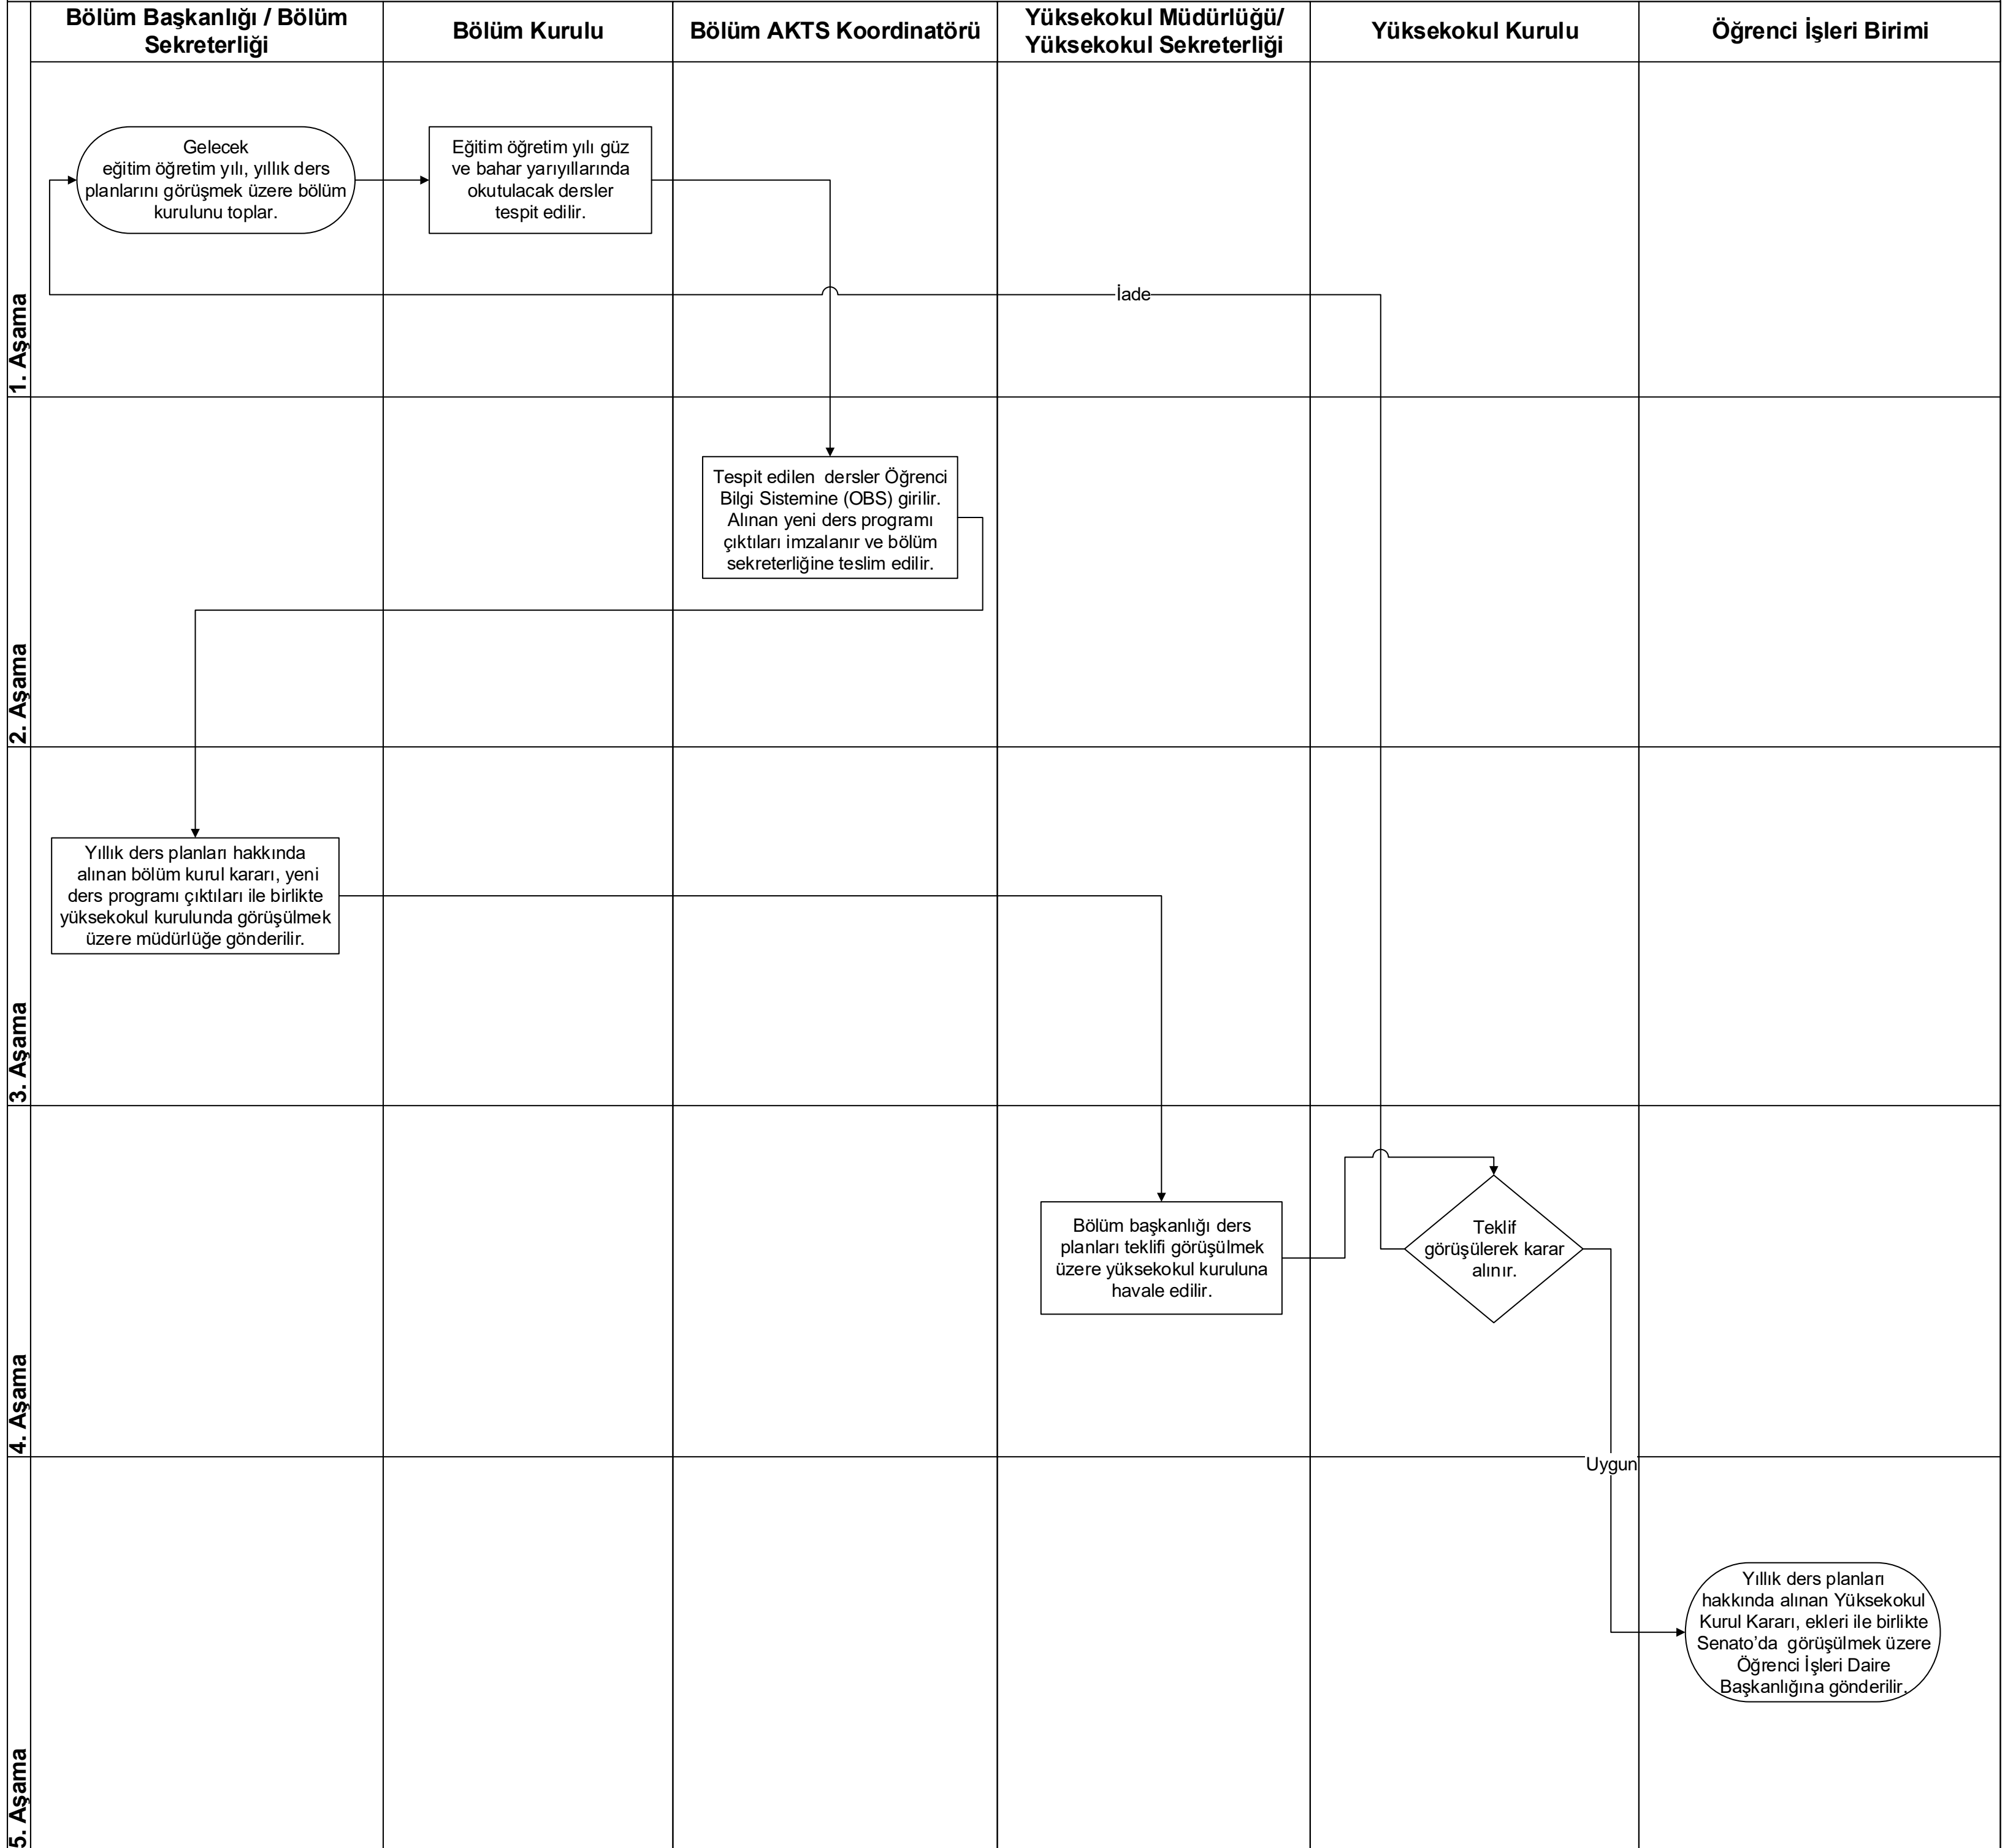 Bölüm Başkanlığı / Bölüm
Sekreterliği
Bölüm Kurulu
Bölüm AKTS Koordinatörü
Yüksekokul Müdürlüğü/
Yüksekokul Sekreterliği
Yüksekokul Kurulu
Öğrenci İşleri Birimi
1. Aşama
Gelecek
eğitim öğretim yılı, yıllık ders
planlarını görüşmek üzere bölüm
kurulunu toplar.
Eğitim öğretim yılı güz
ve bahar yarıyıllarında
okutulacak dersler
tespit edilir.
İade
2. Aşama
Tespit edilen  dersler Öğrenci
Bilgi Sistemine (OBS) girilir.
Alınan yeni ders programı
çıktıları imzalanır ve bölüm
sekreterliğine teslim edilir.
3. Aşama
Yıllık ders planları hakkında
alınan bölüm kurul kararı, yeni
ders programı çıktıları ile birlikte
yüksekokul kurulunda görüşülmek
üzere müdürlüğe gönderilir.
4. Aşama
Bölüm başkanlığı ders
planları teklifi görüşülmek
üzere yüksekokul kuruluna
havale edilir.
Teklif
görüşülerek karar
alınır.
Uygun
5. Aşama
Yıllık ders planları
hakkında alınan Yüksekokul
Kurul Kararı, ekleri ile birlikte
Senato’da  görüşülmek üzere
Öğrenci İşleri Daire
Başkanlığına gönderilir.